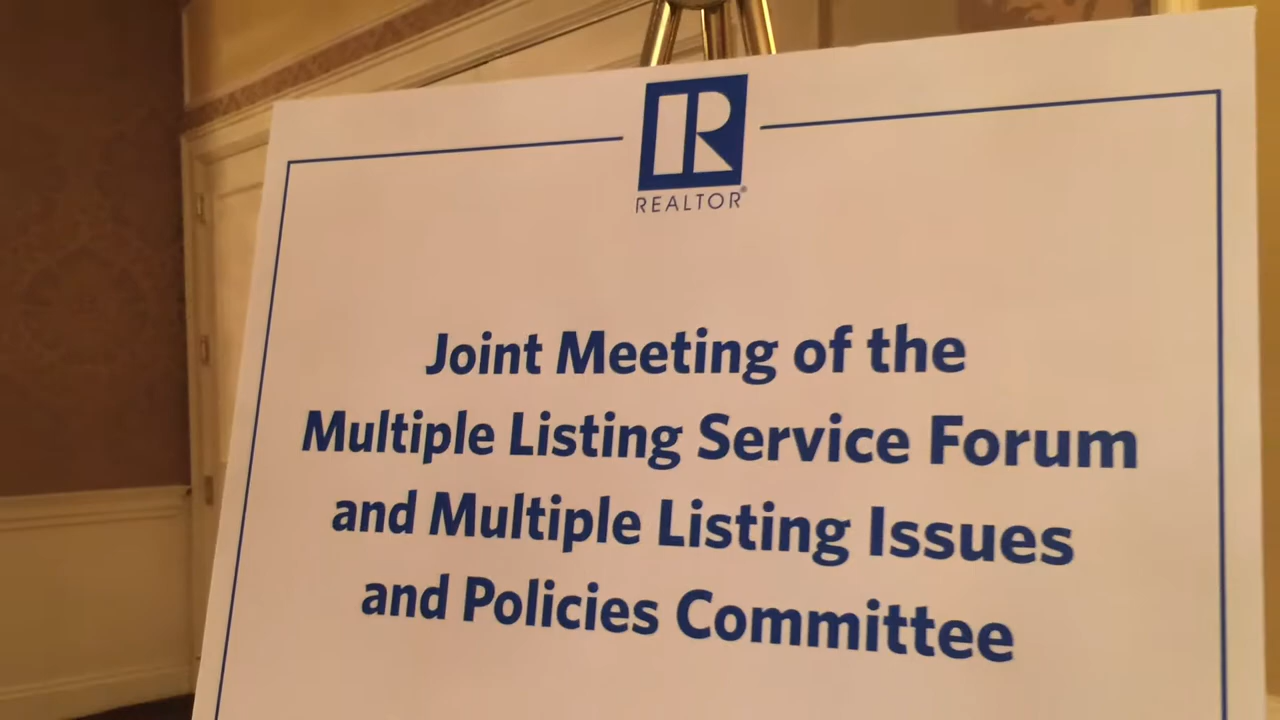 R
REALTOR®
Joint Meeting of the
Multiple Listing Service Forum
and Multiple Listing Issues
and Policies Committee